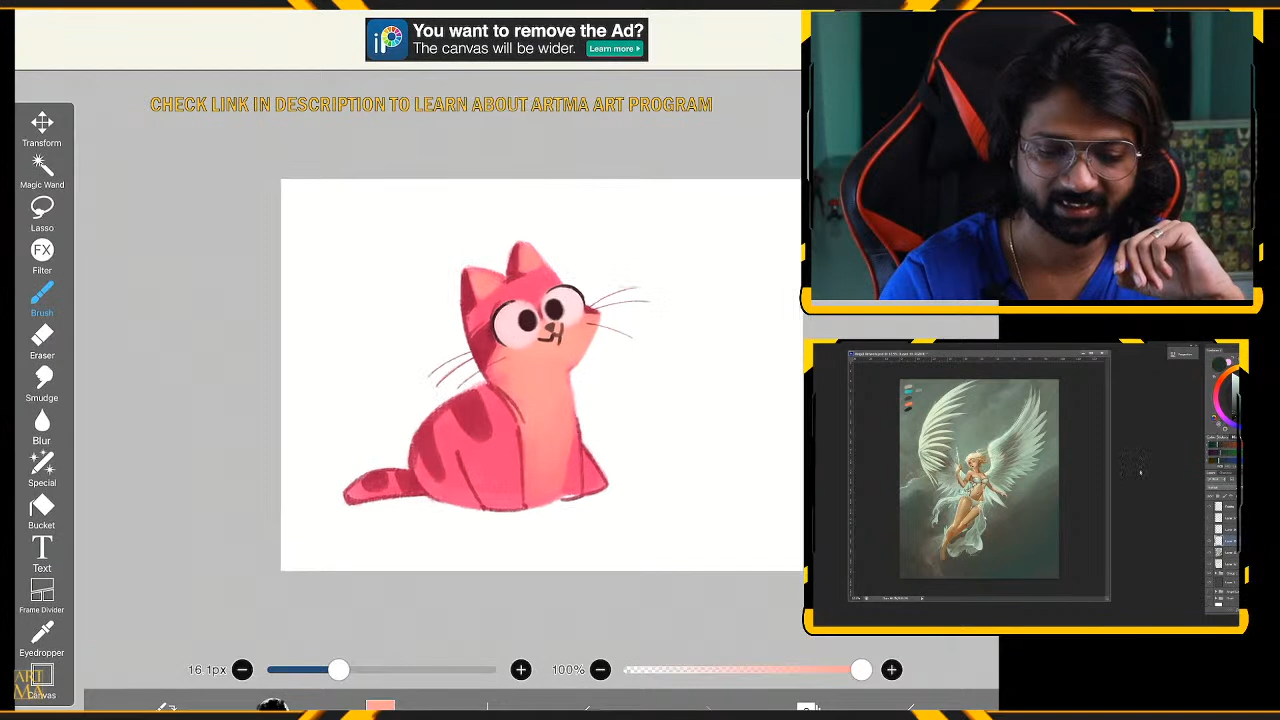 You want to remove the Ad?
The canvas will be wider.
Learn more
CHECK LINK IN DESCRIPTION TO LEARN ABOUT ARTMA ART PROGRAM
Transform
Magic Wand
Lasso
FX
Filter
Brush
Eraser
Smudge
Blur
Special
Bucket
T
Text
Frame Divider
Eyedropper
Canvas
ART
MA
16.1px
100%